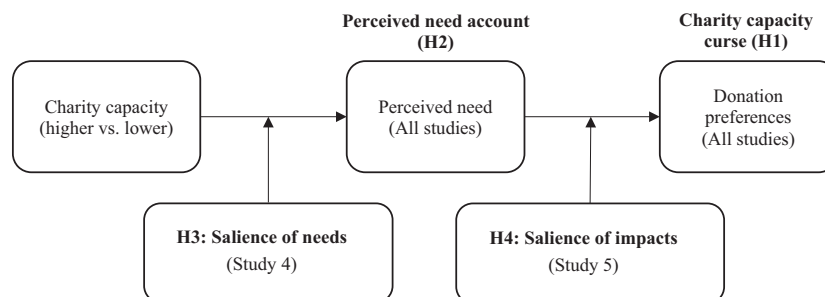 Perceived need account
(H2)
Charity capacity
curse (H1)
Charity capacity
(higher vs. lower)
Perceived need
(All studies)
Donation
preferences
(All studies)
H3: Salience of needs
(Study 4)
H4: Salience of impacts
(Study 5)